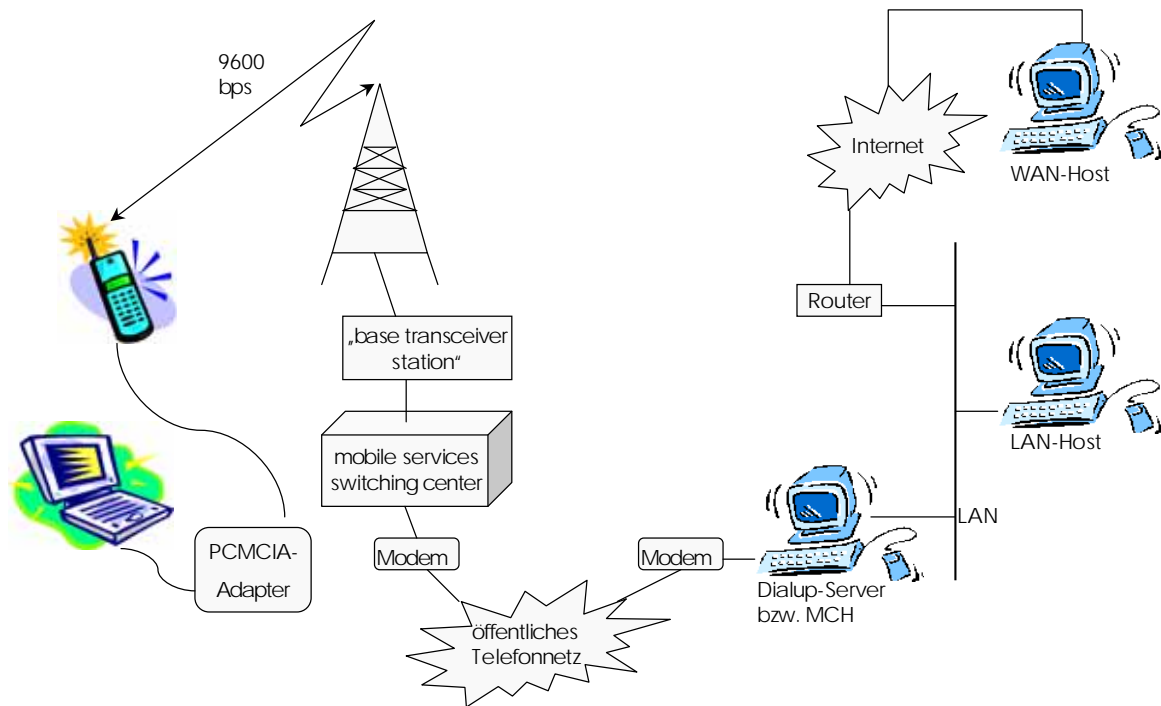 9600
bps
Internet
WAN-Host
Router
„base transceiver
station“
LAN-Host
mobile services
switching center
LAN
PCMCIA-
Adapter
Modem
Modem
Dialup-Server
bzw. MCH
öffentliches
Telefonnetz